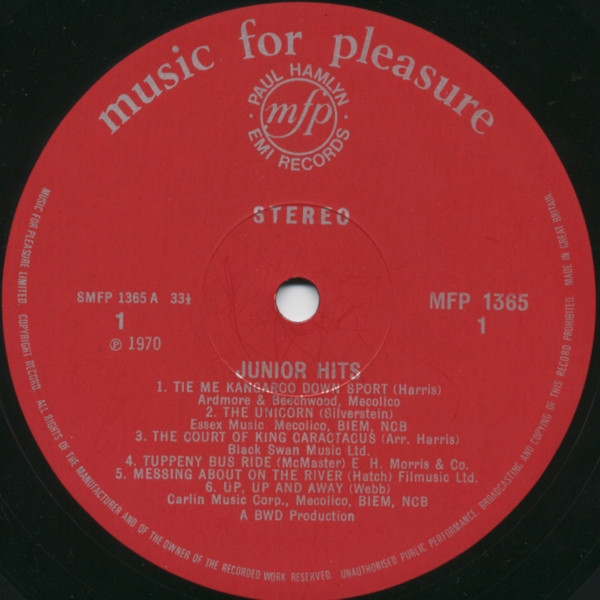 music for pleasure
PAUL HAMLYN
mfp
EMI RECORDS
STEREO
SMFP 1365 A 33⅓
1
℗ 1970
MFP 1365
1
JUNIOR HITS
1. TIE ME KANGAROO DOWN SPORT (Harris)
Ardmore & Beechwood, Mecolico
2. THE UNICORN (Silverstein)
Essex Music Mecolico, BIEM, NCB
3. THE COURT OF KING CARACTACUS (Arr. Harris)
Black Swan Music Ltd.
4. TUPPENY BUS RIDE (McMaster) E H. Morris & Co.
5. MESSING ABOUT ON THE RIVER (Hatch) Filmusic Ltd.
6. UP, UP AND AWAY (Webb)
Carlin Music Corp., Mecolico, BIEM, NCB
A BWD Production
MUSIC FOR PLEASURE LIMITED. COPYRIGHT RECORD. ALL RIGHTS OF THE MANUFACTURER AND OF THE OWNER OF THE RECORDED WORK RESERVED. UNAUTHORISED PUBLIC PERFORMANCE, BROADCASTING AND COPYING OF THIS RECORD PROHIBITED. MADE IN GREAT BRITAIN.